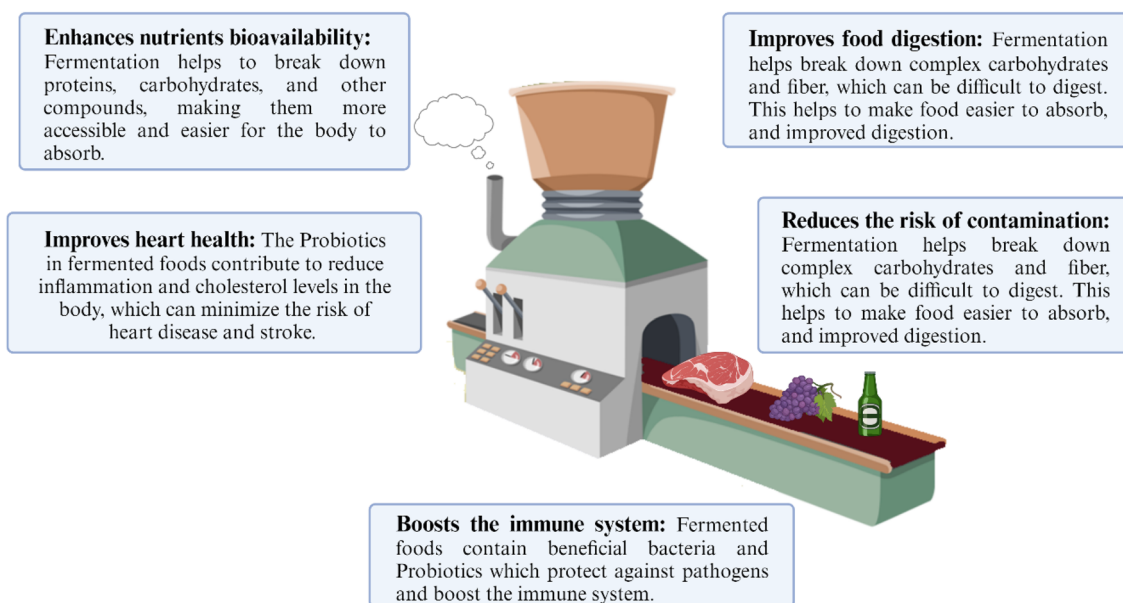 Enhances nutrients bioavailability:
Fermentation helps to break down
proteins, carbohydrates, and other
compounds, making them more
accessible and easier for the body to
absorb.
Improves food digestion: Fermentation
helps break down complex carbohydrates
and fiber, which can be difficult to digest.
This helps to make food easier to absorb,
and improved digestion.
Improves heart health: The Probiotics
in fermented foods contribute to reduce
inflammation and cholesterol levels in the
body, which can minimize the risk of
heart disease and stroke.
Reduces the risk of contamination:
Fermentation helps break down
complex carbohydrates and fiber,
which can be difficult to digest. This
helps to make food easier to absorb,
and improved digestion.
Boosts the immune system: Fermented
foods contain beneficial bacteria and
Probiotics which protect against pathogens
and boost the immune system.